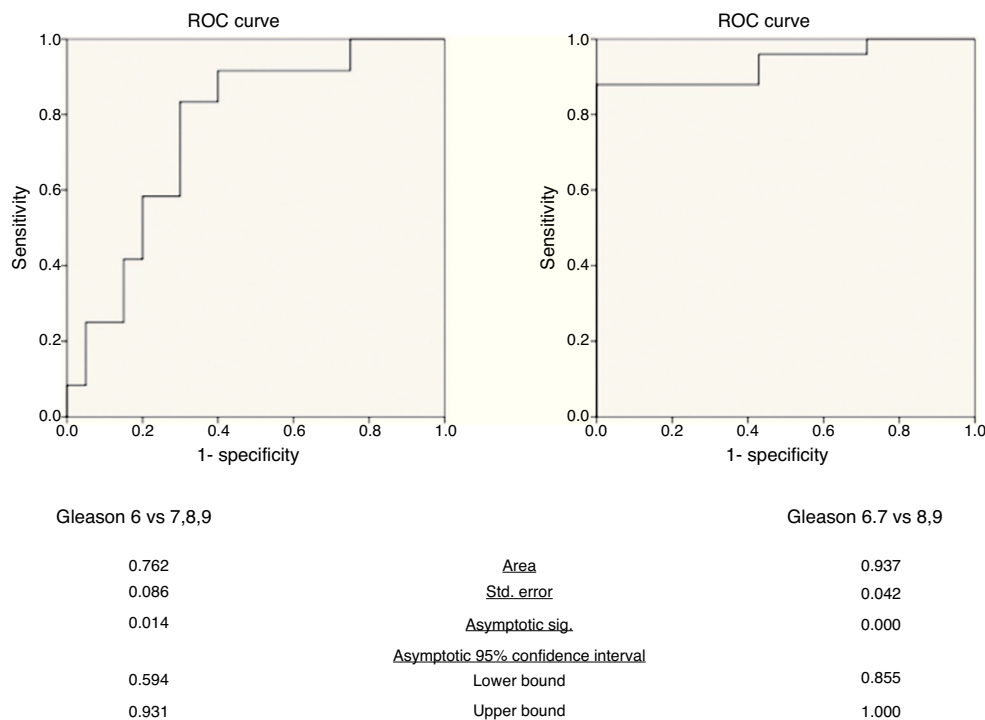 ROC curve
ROC curve
1.0
0.8
0.6
0.4
0.2
0.0
Sensitivity
0.0 0.2 0.4 0.6 0.8 1.0
1- specificity
1.0
0.8
0.6
0.4
0.2
0.0
Sensitivity
0.0 0.2 0.4 0.6 0.8 1.0
1- specificity
Gleason 6 vs 7,8,9 Gleason 6.7 vs 8,9
0.762 Area 0.937
0.086 Std. error 0.042
0.014 Asymptotic sig. 0.000
Asymptotic 95% confidence interval
0.594 Lower bound 0.855
0.931 Upper bound 1.000